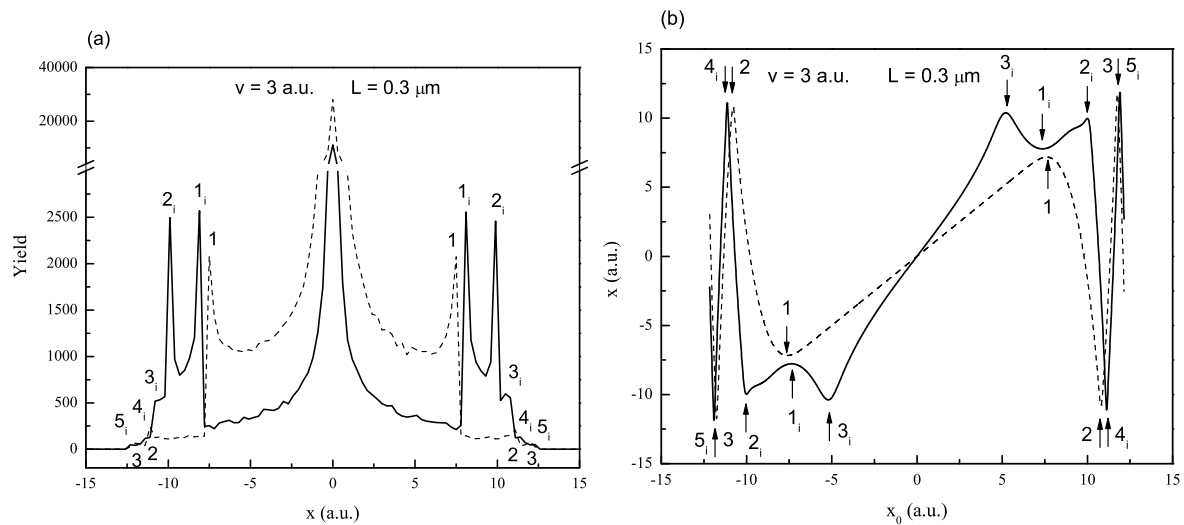 (a)
v = 3 a.u. L = 0.3 μm
40000
20000
2500
2000
1500
1000
500
0
Yield
2ᵢ
1ᵢ
1
3ᵢ
4ᵢ
5ᵢ
3
2
1ᵢ
2ᵢ
1
3ᵢ
4ᵢ
5ᵢ
2
3
-15 -10 -5 0 5 10 15
x (a.u.)
(b)
4ᵢ 2 v = 3 a.u. L = 0.3 μm 3ᵢ 1ᵢ 2ᵢ 3 5ᵢ
15
10
5
0
-5
-10
-15
x (a.u.)
1
1
1ᵢ
5ᵢ 3 2ᵢ 3ᵢ 2 4ᵢ
-15 -10 -5 0 5 10 15
x₀ (a.u.)